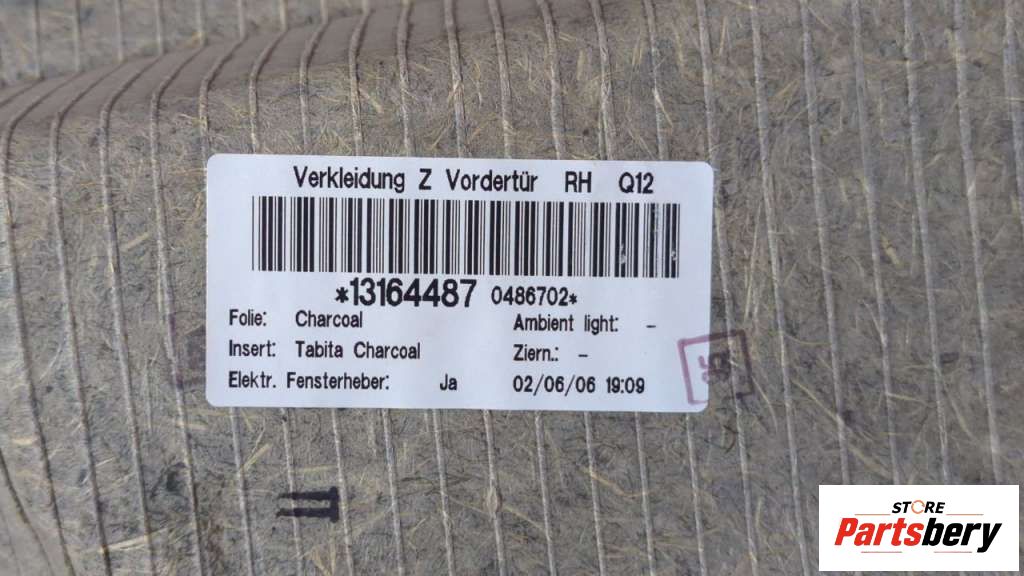 Verkleidung Z Vordertür RH Q12
*13164487 0486702*
Folie: Charcoal Ambient light: -
Insert: Tabita Charcoal Ziern.: -
Elektr. Fensterheber: Ja 02/06/06 19:09
STORE
Partsbery